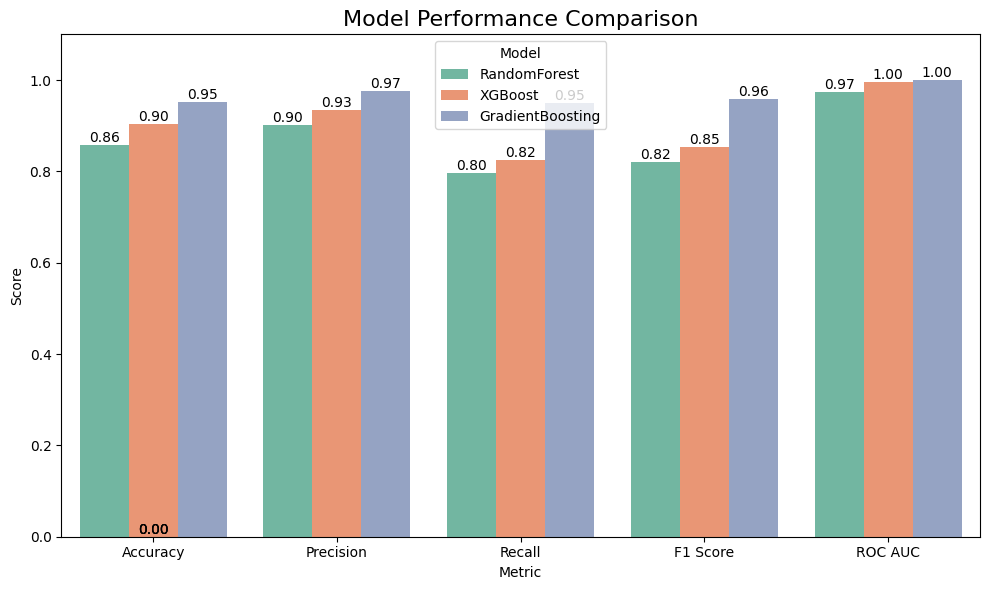 Model Performance Comparison
Model
RandomForest
XGBoost
GradientBoosting
Score
1.0
0.8
0.6
0.4
0.2
0.0
0.86
0.90
0.95
0.90
0.93
0.97
0.80
0.82
0.95
0.82
0.85
0.96
0.97
1.00
1.00
0.00
Accuracy
Precision
Recall
F1 Score
ROC AUC
Metric